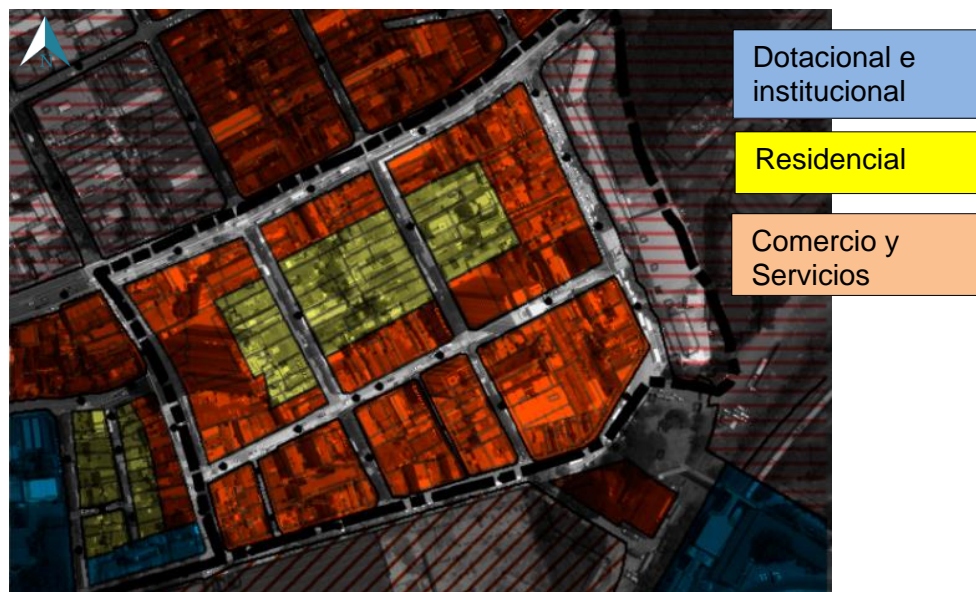 N
Dotacional e
institucional
Residencial
Comercio y
Servicios